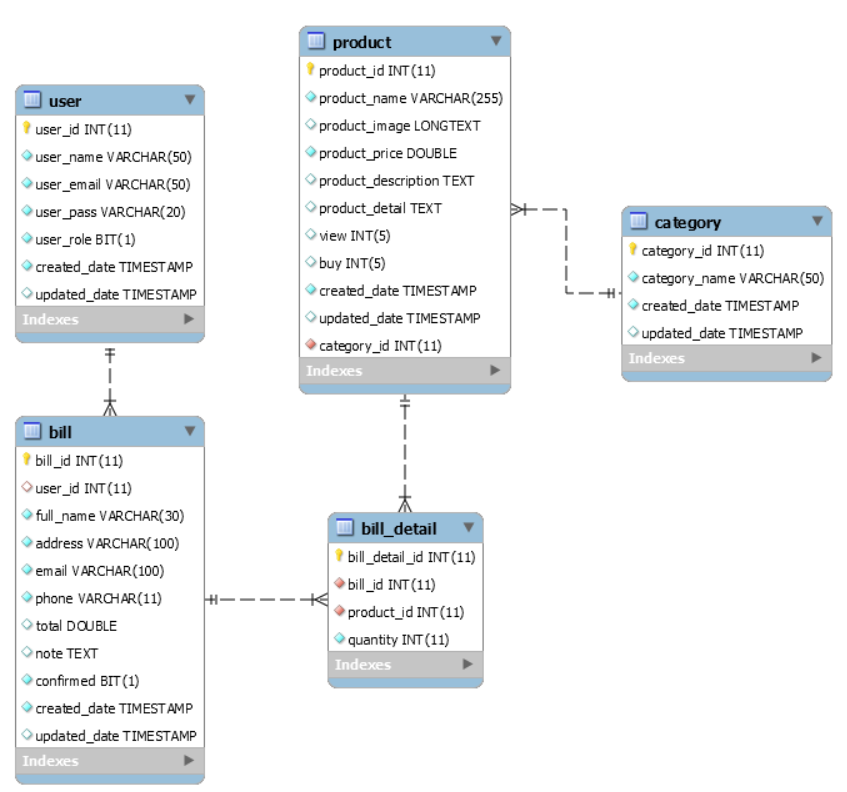 user
user_id INT(11)
user_name VARCHAR(50)
user_email VARCHAR(50)
user_pass VARCHAR(20)
user_role BIT(1)
created_date TIMESTAMP
updated_date TIMESTAMP
Indexes
product
product_id INT(11)
product_name VARCHAR(255)
product_image LONGTEXT
product_price DOUBLE
product_description TEXT
product_detail TEXT
view INT(5)
buy INT(5)
created_date TIMESTAMP
updated_date TIMESTAMP
category_id INT(11)
Indexes
category
category_id INT(11)
category_name VARCHAR(50)
created_date TIMESTAMP
updated_date TIMESTAMP
Indexes
bill
bill_id INT(11)
user_id INT(11)
full_name VARCHAR(30)
address VARCHAR(100)
email VARCHAR(100)
phone VARCHAR(11)
total DOUBLE
note TEXT
confirmed BIT(1)
created_date TIMESTAMP
updated_date TIMESTAMP
Indexes
bill_detail
bill_detail_id INT(11)
bill_id INT(11)
product_id INT(11)
quantity INT(11)
Indexes